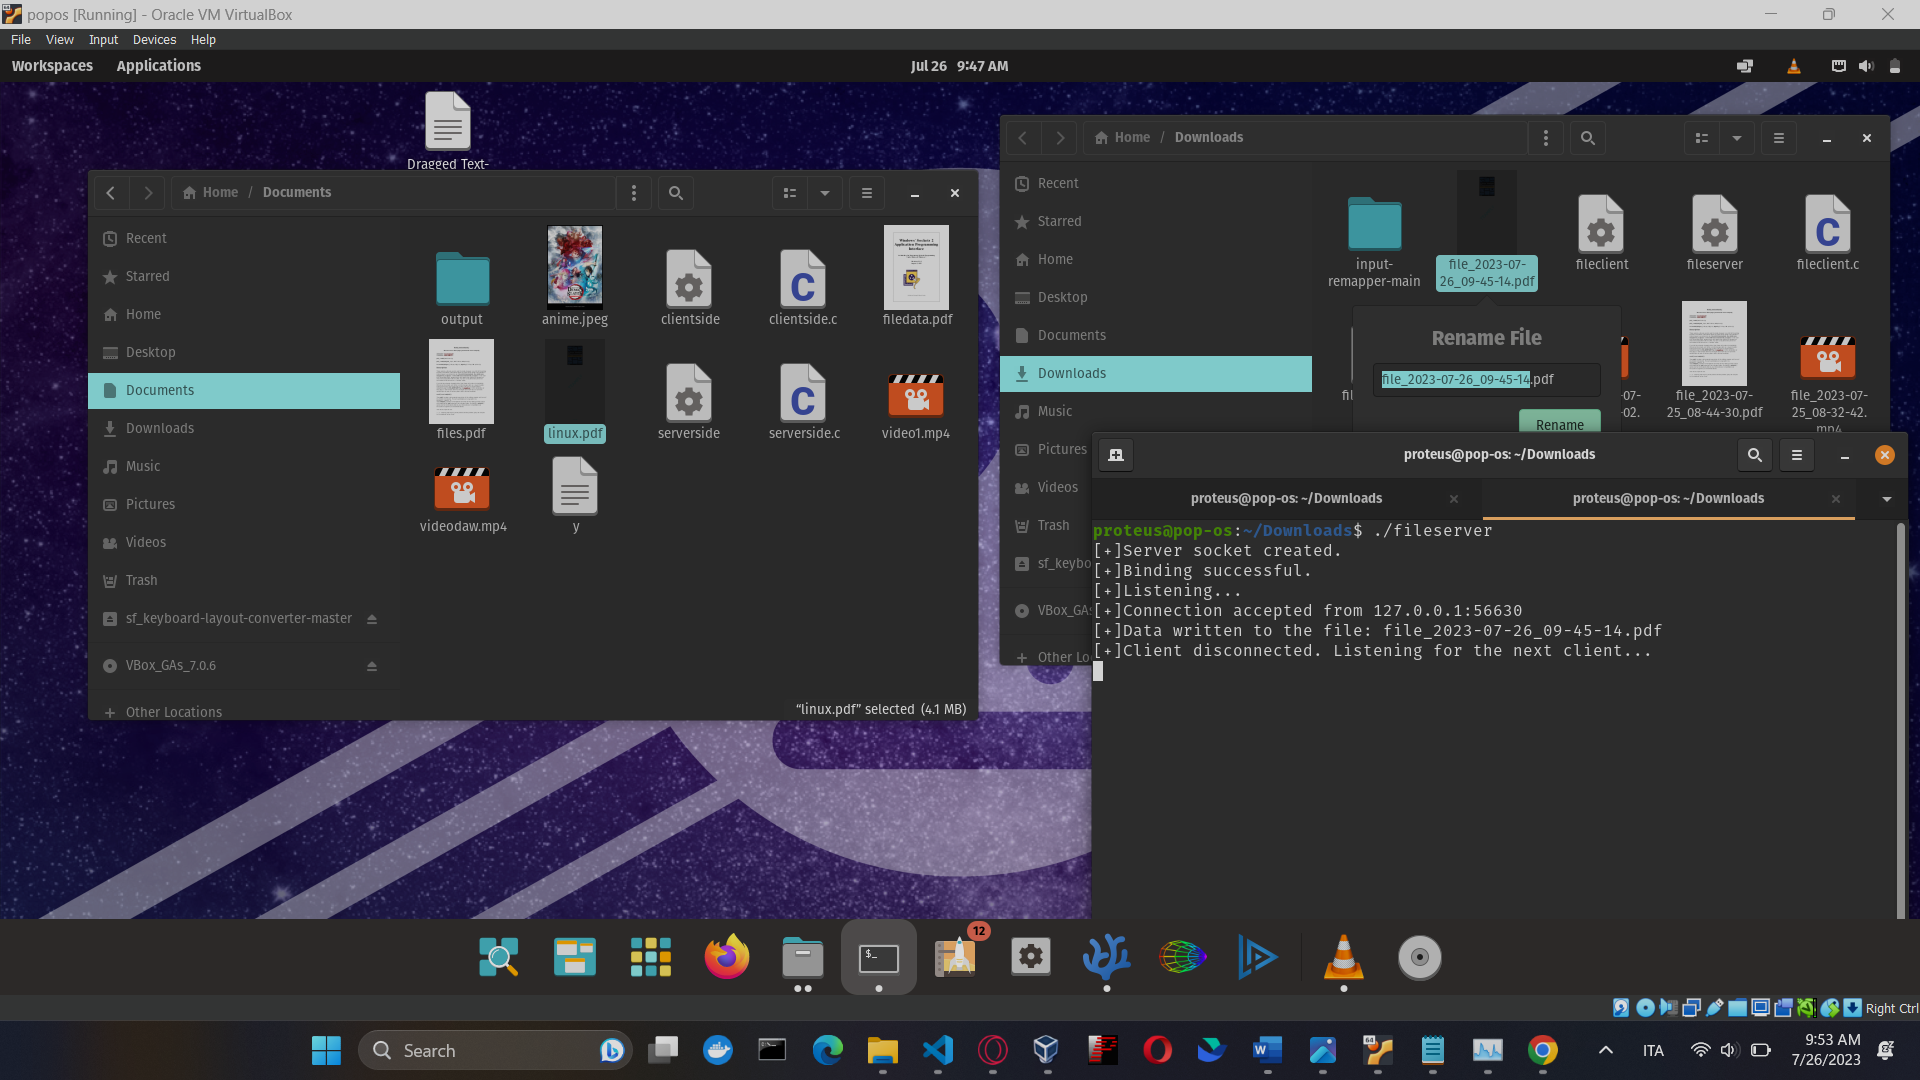 popos [Running] - Oracle VM VirtualBox
File View Input Devices Help
Workspaces Applications
Jul 26 9:47 AM
Dragged Text-
Home / Documents
Recent
Starred
Home
Desktop
Documents
Downloads
Music
Pictures
Videos
Trash
sf_keyboard-layout-converter-master
VBox_GAs_7.0.6
+ Other Locations
output
anime.jpeg
clientside
clientside.c
filedata.pdf
files.pdf
linux.pdf
serverside
serverside.c
video1.mp4
videodaw.mp4
y
"linux.pdf" selected (4.1 MB)
Home / Downloads
Recent
Starred
Home
Desktop
Documents
Downloads
Music
Pictures
Videos
Trash
sf_keybo
VBox_GAs
+ Other Lo
input-
remapper-main
file_2023-07-
26_09-45-14.pdf
fileclient
fileserver
fileclient.c
Rename File
file_2023-07-26_09-45-14.pdf
Rename
file_2023-07-
25_08-44-30.pdf
file_2023-07-
25_08-32-42.
mp4
proteus@pop-os: ~/Downloads
proteus@pop-os: ~/Downloads
proteus@pop-os: ~/Downloads
proteus@pop-os:~/Downloads$ ./fileserver
[+]Server socket created.
[+]Binding successful.
[+]Listening...
[+]Connection accepted from 127.0.0.1:56630
[+]Data written to the file: file_2023-07-26_09-45-14.pdf
[+]Client disconnected. Listening for the next client...
12
Right Ctrl
Search
ITA
9:53 AM
7/26/2023